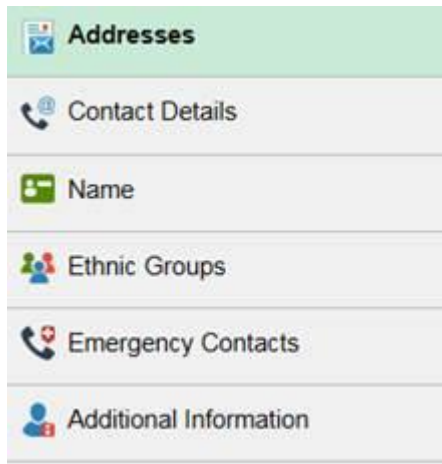 Addresses
Contact Details
Name
Ethnic Groups
Emergency Contacts
Additional Information